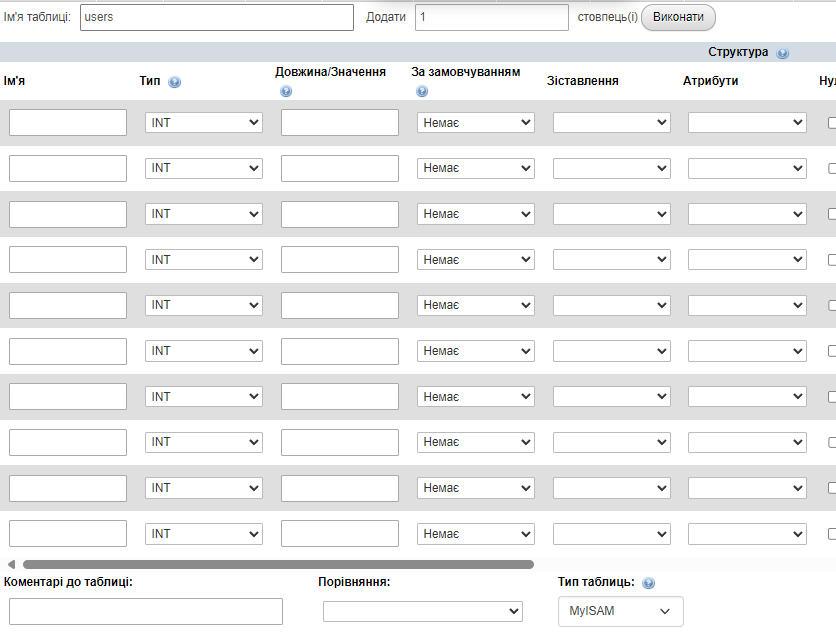 Ім'я таблиці: users Додати 1 стовпець(і) Виконати
Структура
Ім'я Тип Довжина/Значення За замовчуванням Зіставлення Атрибути Нул
INT Немає
INT Немає
INT Немає
INT Немає
INT Немає
INT Немає
INT Немає
INT Немає
INT Немає
INT Немає
Коментарі до таблиці: Порівняння: Тип таблиць:
MyISAM